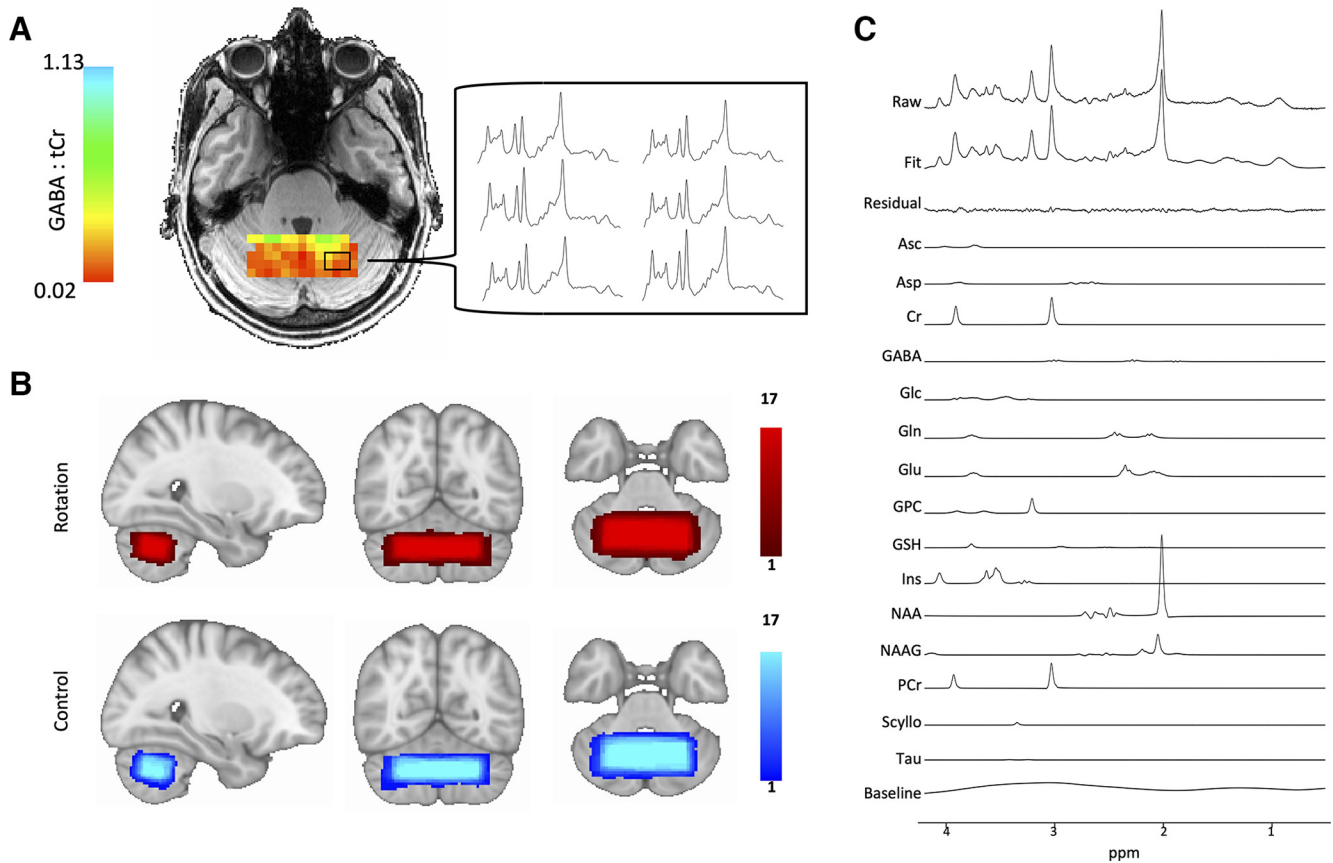 A
1.13
GABA : tCr
0.02
B
Rotation
17
1
Control
17
1
C
Raw
Fit
Residual
Asc
Asp
Cr
GABA
Glc
Gln
Glu
GPC
GSH
Ins
NAA
NAAG
PCr
Scyllo
Tau
Baseline
4 3 2 1
ppm